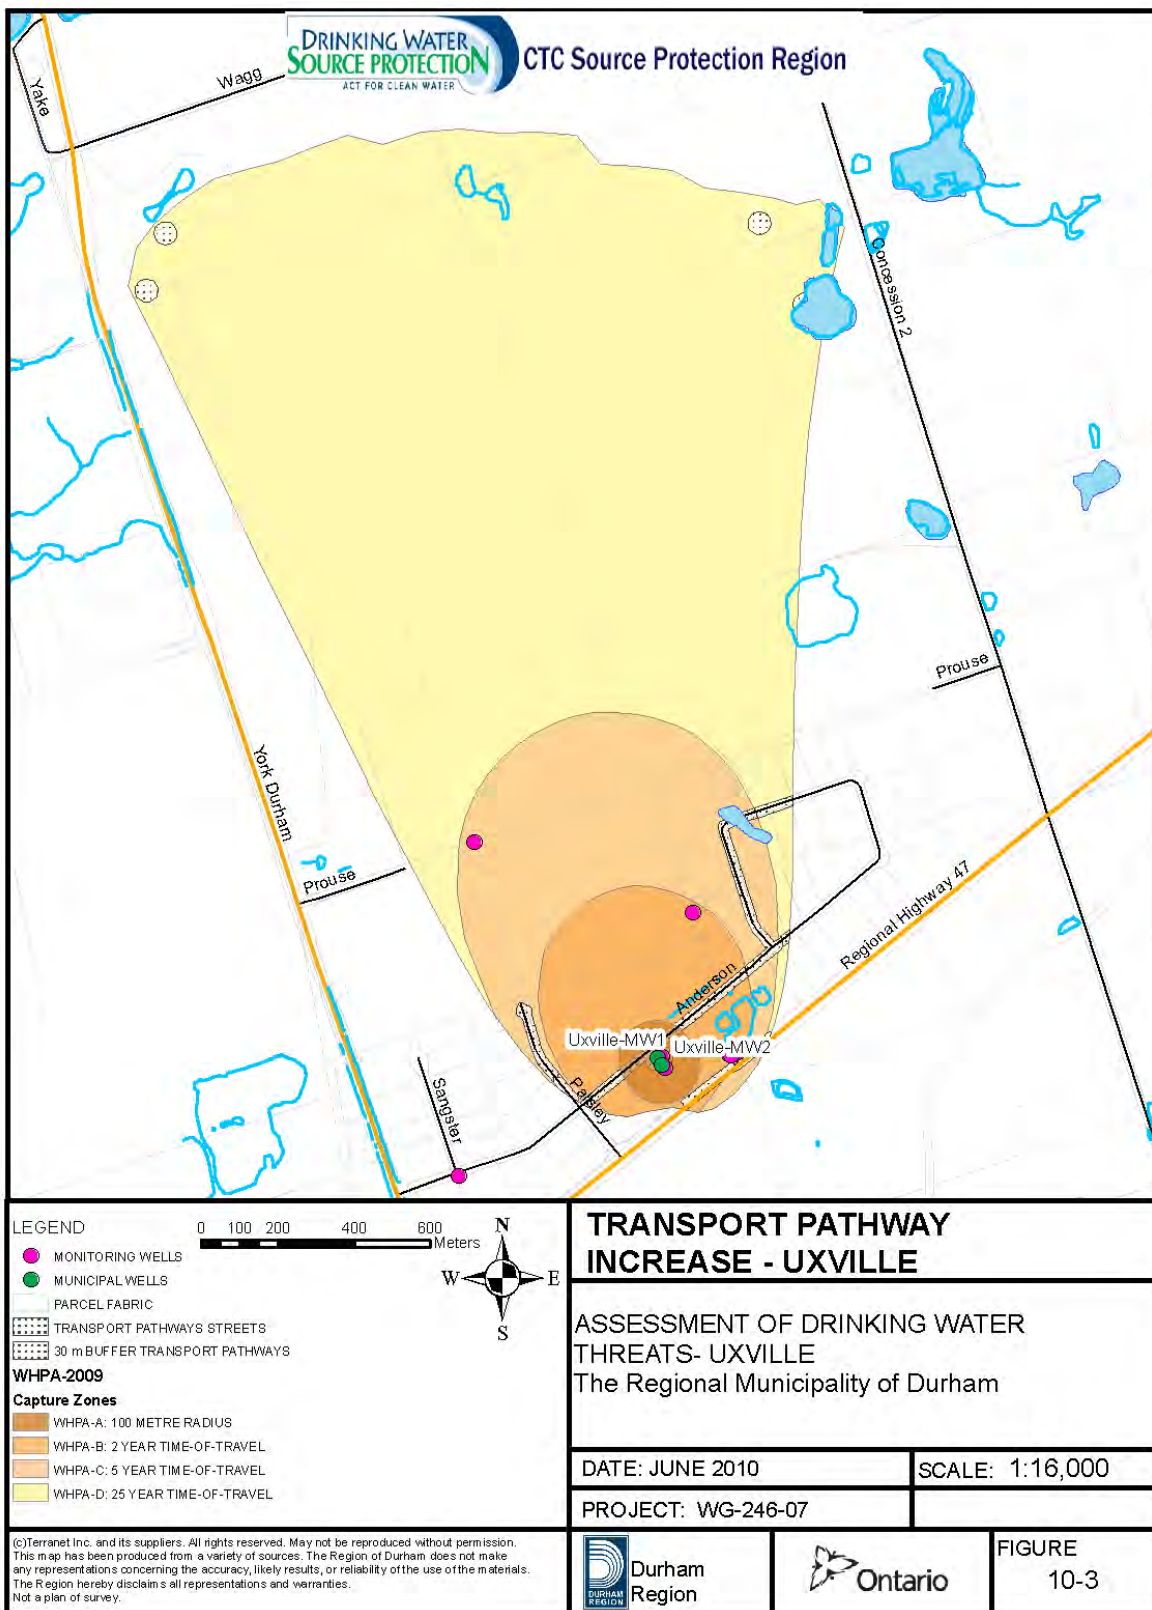 DRINKING WATER
SOURCE PROTECTION
ACT FOR CLEAN WATER
CTC Source Protection Region
Yake
Wagg
Concession 2
Prouse
York Durham
Prouse
Regional Highway 47
Anderson
Uxville-MW1
Uxville-MW2
Paisley
Sangster
LEGEND
0 100 200 400 600
Meters
MONITORING WELLS
MUNICIPAL WELLS
PARCEL FABRIC
TRANSPORT PATHWAYS STREETS
30 m BUFFER TRANSPORT PATHWAYS
WHPA-2009
Capture Zones
WHPA-A: 100 METRE RADIUS
WHPA-B: 2 YEAR TIME-OF-TRAVEL
WHPA-C: 5 YEAR TIME-OF-TRAVEL
WHPA-D: 25 YEAR TIME-OF-TRAVEL
N
W E
S
TRANSPORT PATHWAY
INCREASE - UXVILLE
ASSESSMENT OF DRINKING WATER
THREATS- UXVILLE
The Regional Municipality of Durham
DATE: JUNE 2010
SCALE: 1:16,000
PROJECT: WG-246-07
(c)Terranet Inc. and its suppliers. All rights reserved. May not be reproduced without permission.
This map has been produced from a variety of sources. The Region of Durham does not make
any representations concerning the accuracy, likely results, or reliability of the use of the materials.
The Region hereby disclaims all representations and warranties.
Not a plan of survey.
DURHAM
REGION
Durham
Region
Ontario
FIGURE
10-3